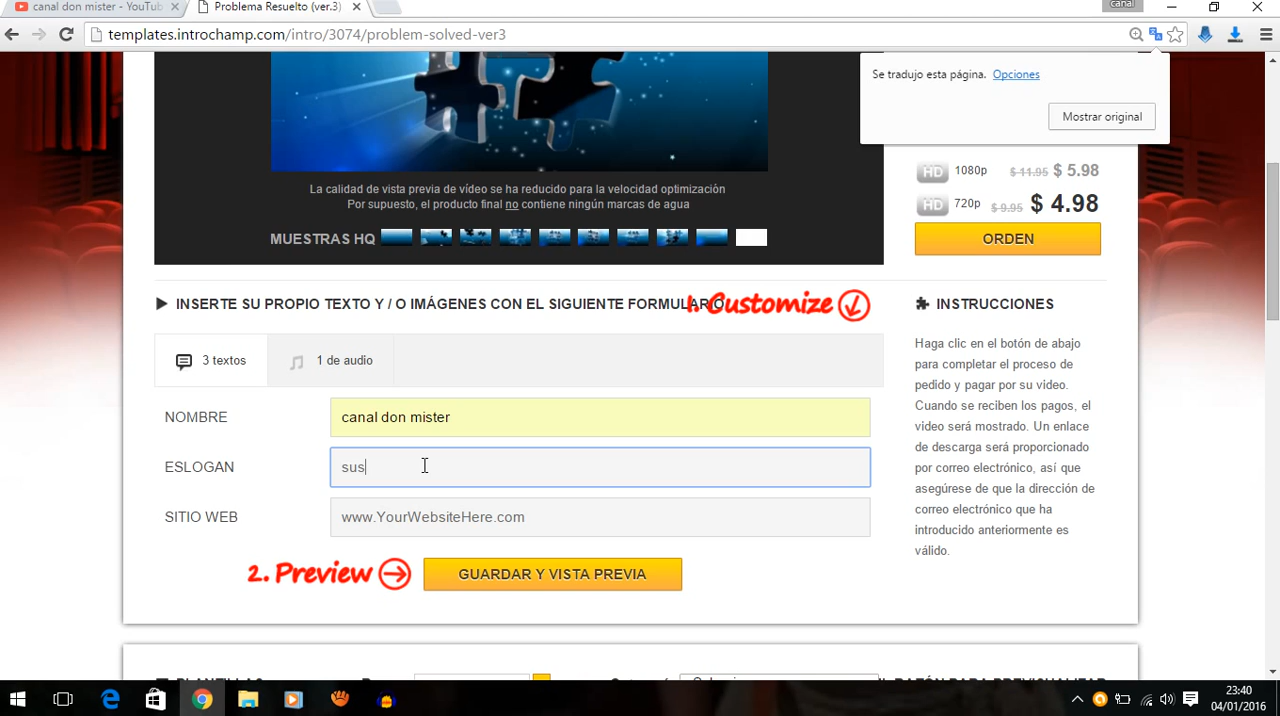 canal don mister - YouTub
Problema Resuelto (ver.3)
canal
templates.introchamp.com/intro/3074/problem-solved-ver3
Se tradujo esta página. Opciones
Mostrar original
La calidad de vista previa de vídeo se ha reducido para la velocidad optimización
Por supuesto, el producto final no contiene ningún marcas de agua
MUESTRAS HQ
HD 1080p $ 11.95 $ 5.98
HD 720p $ 9.95 $ 4.98
ORDEN
INSERTE SU PROPIO TEXTO Y / O IMÁGENES CON EL SIGUIENTE FORMULARIO
1. Customize
3 textos
1 de audio
NOMBRE
canal don mister
ESLOGAN
sus
SITIO WEB
www.YourWebsiteHere.com
2. Preview
GUARDAR Y VISTA PREVIA
INSTRUCCIONES
Haga clic en el botón de abajo
para completar el proceso de
pedido y pagar por su video.
Cuando se reciben los pagos, el
video será mostrado. Un enlace
de descarga será proporcionado
por correo electrónico, así que
asegúrese de que la dirección de
correo electrónico que ha
introducido anteriormente es
válido.
23:40
04/01/2016